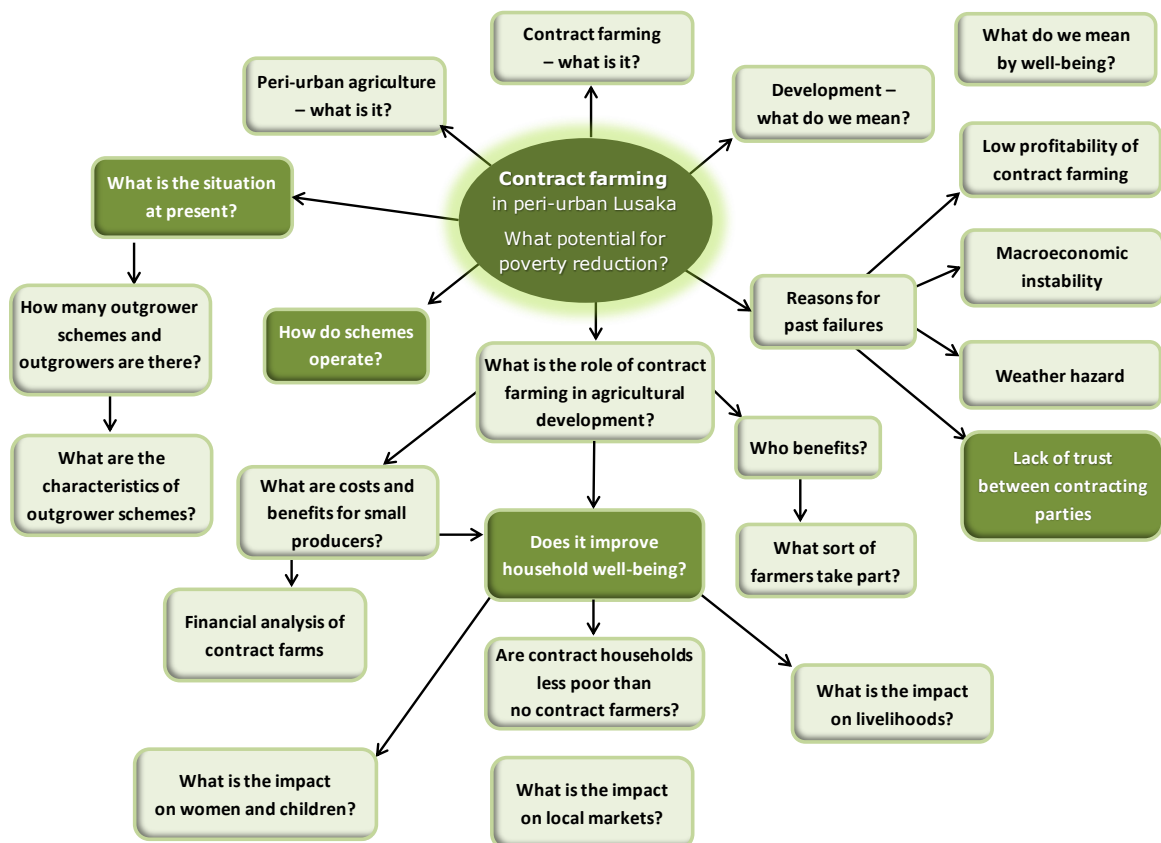 Contract farming
– what is it?
What do we mean
by well-being?
Peri-urban agriculture
– what is it?
Development –
what do we mean?
Low profitability of
contract farming
What is the situation
at present?
Contract farming
in peri-urban Lusaka
What potential for
poverty reduction?
Macroeconomic
instability
How many outgrower
schemes and
outgrowers are there?
How do schemes
operate?
Reasons for
past failures
What is the role of contract
farming in agricultural
development?
Weather hazard
What are the
characteristics of
outgrower schemes?
What are costs and
benefits for small
producers?
Who benefits?
Lack of trust
between contracting
parties
Does it improve
household well-being?
What sort of
farmers take part?
Financial analysis of
contract farms
Are contract households
less poor than
no contract farmers?
What is the impact
on livelihoods?
What is the impact
on women and children?
What is the impact
on local markets?